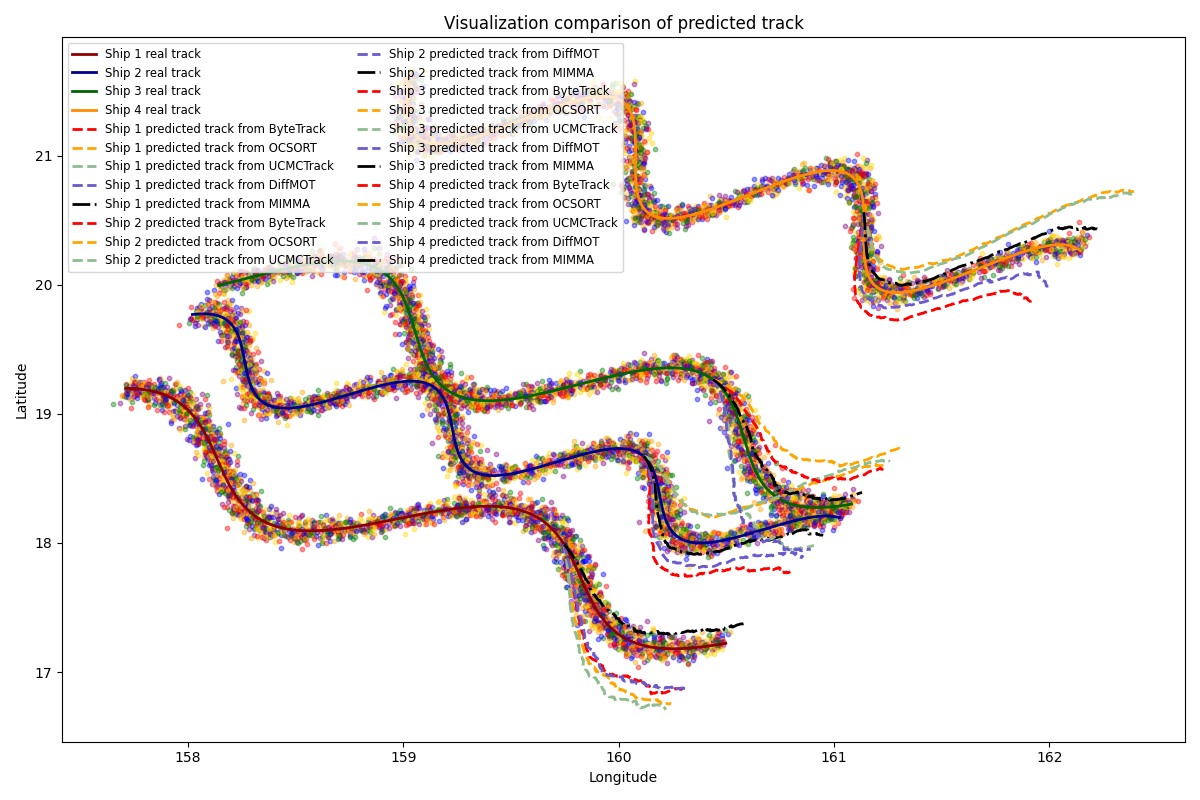 Visualization comparison of predicted track
Ship 1 real track
Ship 2 real track
Ship 3 real track
Ship 4 real track
Ship 1 predicted track from ByteTrack
Ship 1 predicted track from OCSORT
Ship 1 predicted track from UCMCTrack
Ship 1 predicted track from DiffMOT
Ship 1 predicted track from MIMMA
Ship 2 predicted track from ByteTrack
Ship 2 predicted track from OCSORT
Ship 2 predicted track from UCMCTrack
Ship 2 predicted track from DiffMOT
Ship 2 predicted track from MIMMA
Ship 3 predicted track from ByteTrack
Ship 3 predicted track from OCSORT
Ship 3 predicted track from UCMCTrack
Ship 3 predicted track from DiffMOT
Ship 3 predicted track from MIMMA
Ship 4 predicted track from ByteTrack
Ship 4 predicted track from OCSORT
Ship 4 predicted track from UCMCTrack
Ship 4 predicted track from DiffMOT
Ship 4 predicted track from MIMMA
Latitude
21
20
19
18
17
158 159 160 161 162
Longitude